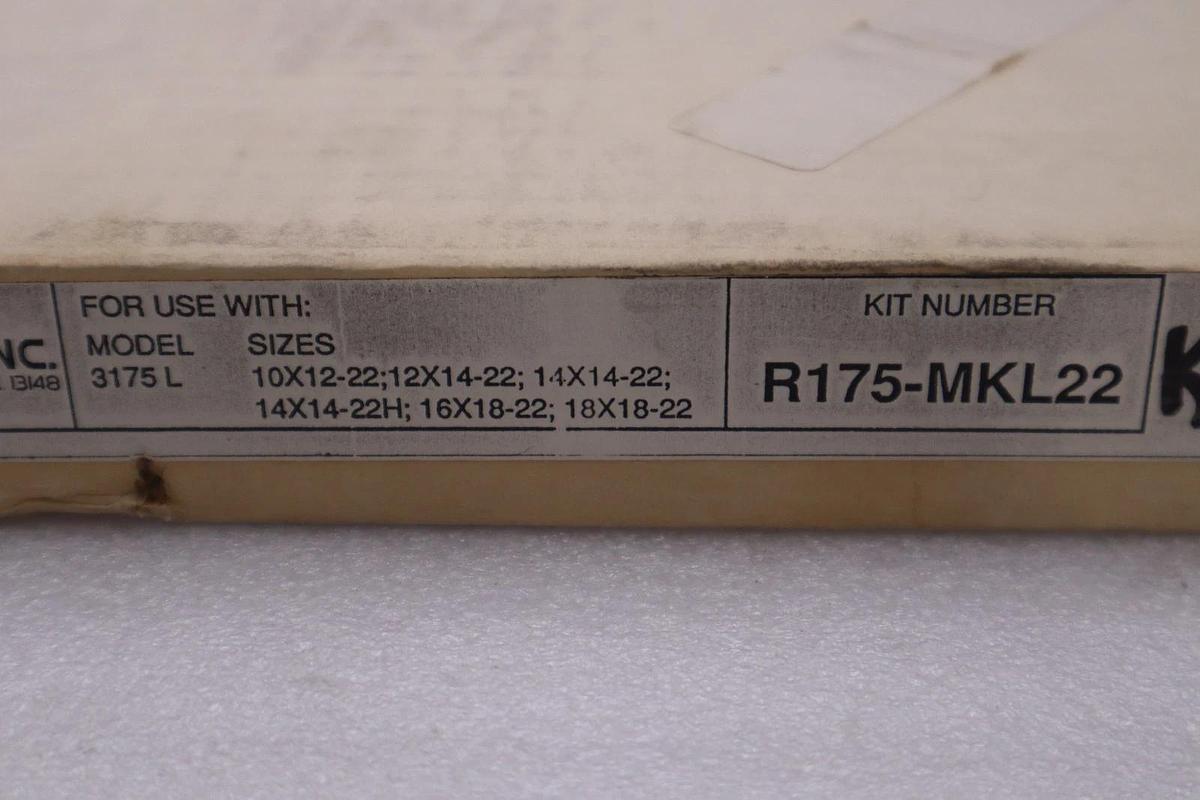 NC.
13148
FOR USE WITH:
MODEL SIZES
3175 L 10X12-22;12X14-22; 14X14-22;
14X14-22H; 16X18-22; 18X18-22
KIT NUMBER
R175-MKL22